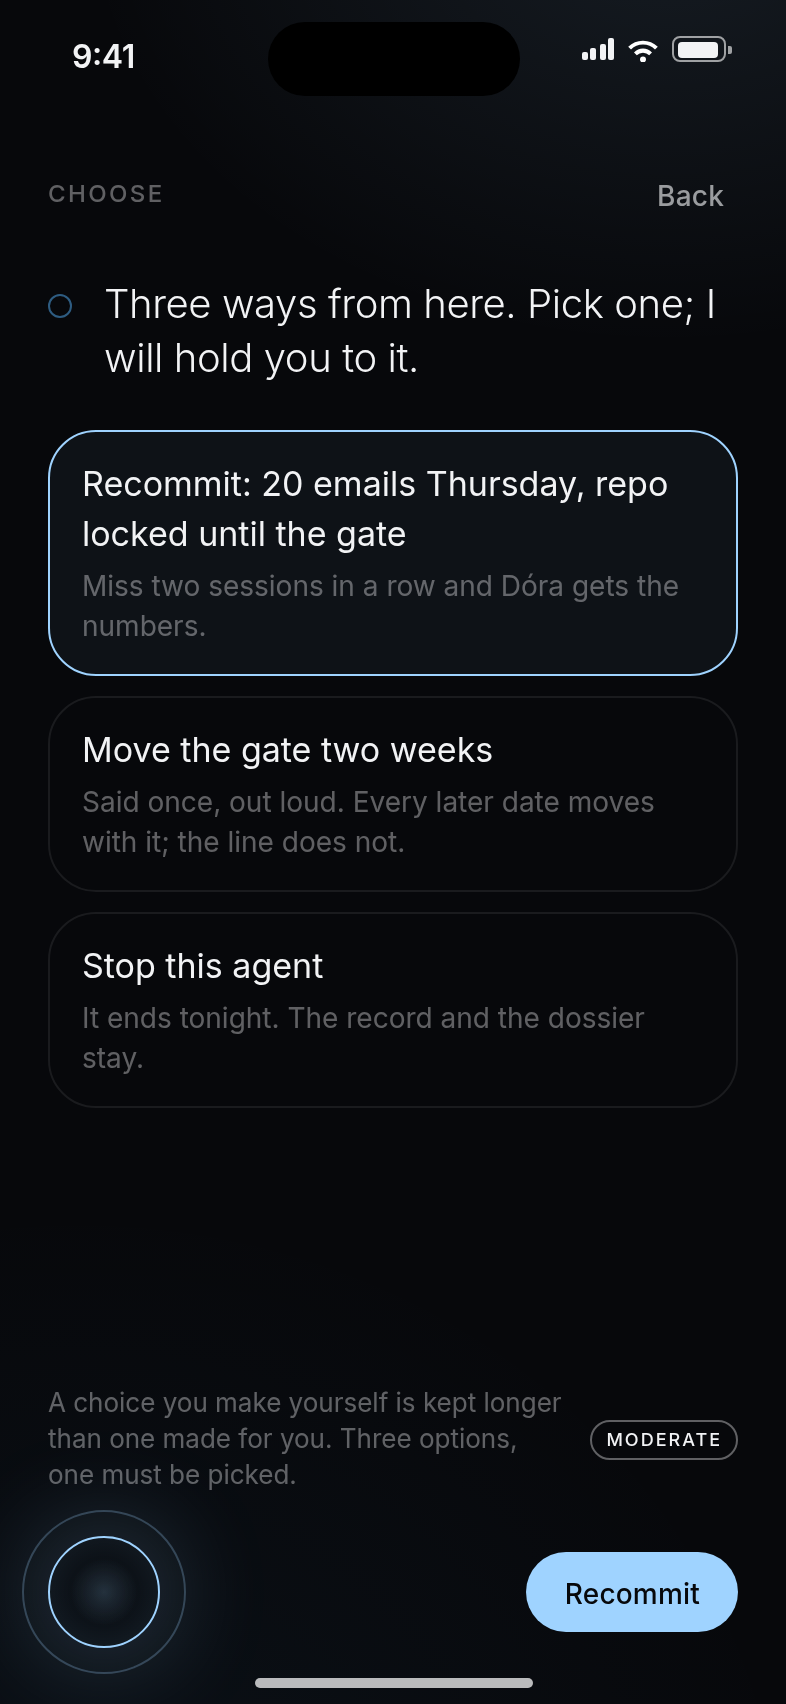 9:41
CHOOSE
Back
Three ways from here. Pick one; I
will hold you to it.
Recommit: 20 emails Thursday, repo
locked until the gate
Miss two sessions in a row and Dóra gets the
numbers.
Move the gate two weeks
Said once, out loud. Every later date moves
with it; the line does not.
Stop this agent
It ends tonight. The record and the dossier
stay.
A choice you make yourself is kept longer
than one made for you. Three options,
one must be picked.
MODERATE
Recommit